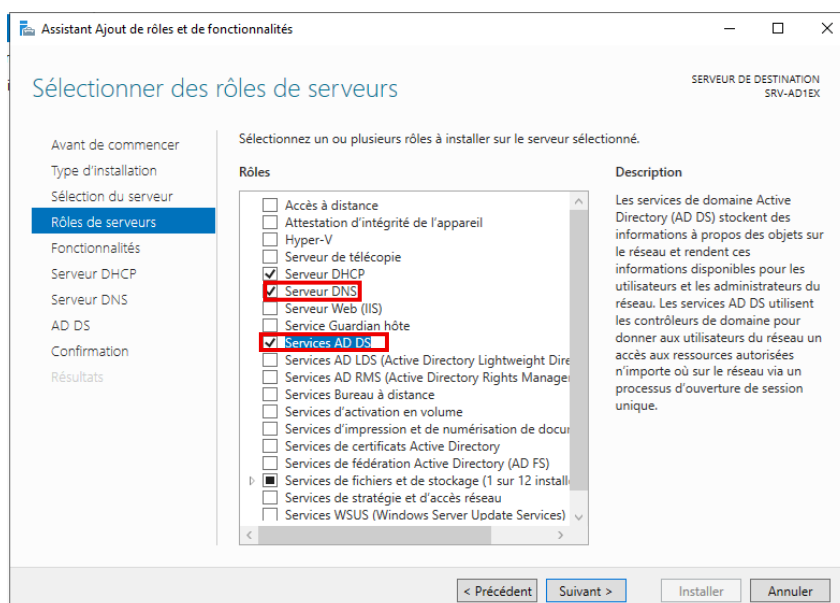 Assistant Ajout de rôles et de fonctionnalités
Sélectionner des rôles de serveurs
SERVEUR DE DESTINATION
SRV-AD1EX
Avant de commencer
Type d'installation
Sélection du serveur
Rôles de serveurs
Fonctionnalités
Serveur DHCP
Serveur DNS
AD DS
Confirmation
Résultats
Sélectionnez un ou plusieurs rôles à installer sur le serveur sélectionné.
Rôles
Accès à distance
Attestation d'intégrité de l'appareil
Hyper-V
Serveur de télécopie
Serveur DHCP
Serveur DNS
Serveur Web (IIS)
Service Guardian hôte
Services AD DS
Services AD LDS (Active Directory Lightweight Dire
Services AD RMS (Active Directory Rights Manage
Services Bureau à distance
Services d'activation en volume
Services d'impression et de numérisation de docu
Services de certificats Active Directory
Services de fédération Active Directory (AD FS)
Services de fichiers et de stockage (1 sur 12 install
Services de stratégie et d'accès réseau
Services WSUS (Windows Server Update Services)
Description
Les services de domaine Active
Directory (AD DS) stockent des
informations à propos des objets sur
le réseau et rendent ces
informations disponibles pour les
utilisateurs et les administrateurs du
réseau. Les services AD DS utilisent
les contrôleurs de domaine pour
donner aux utilisateurs du réseau un
accès aux ressources autorisées
n'importe où sur le réseau via un
processus d'ouverture de session
unique.
< Précédent
Suivant >
Installer
Annuler